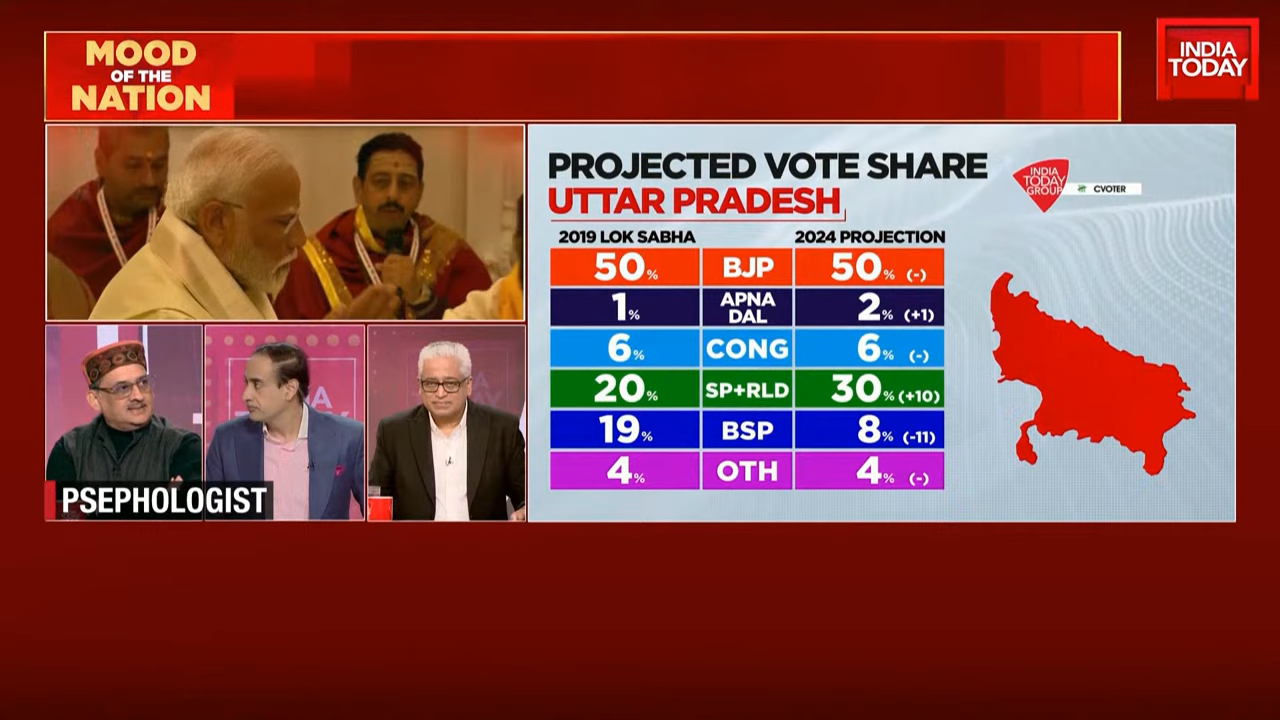 MOOD
OF THE
NATION
INDIA
TODAY
PROJECTED VOTE SHARE
UTTAR PRADESH
INDIA
TODAY
GROUP
CVOTER
2019 LOK SABHA 2024 PROJECTION
50% BJP 50% (-)
1% APNA DAL 2% (+1)
6% CONG 6% (-)
20% SP+RLD 30% (+10)
19% BSP 8% (-11)
4% OTH 4% (-)
PSEPHOLOGIST